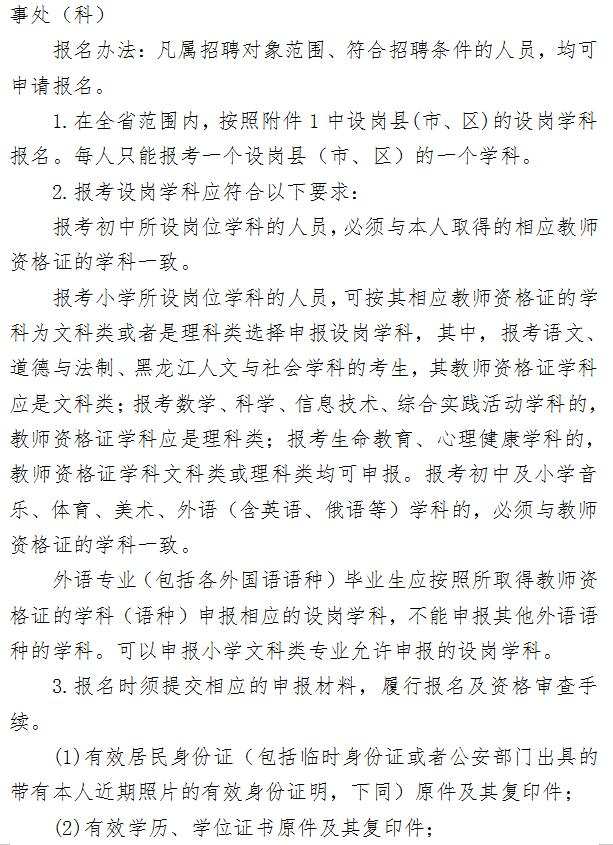 事处（科）
报名办法：凡属招聘对象范围、符合招聘条件的人员，均可
申请报名。
1.在全省范围内，按照附件1中设岗县(市、区)的设岗学科
报名。每人只能报考一个设岗县（市、区）的一个学科。
2.报考设岗学科应符合以下要求：
报考初中所设岗位学科的人员，必须与本人取得的相应教师
资格证的学科一致。
报考小学所设岗位学科的人员，可按其相应教师资格证的学
科为文科类或者是理科类选择申报设岗学科，其中，报考语文、
道德与法制、黑龙江人文与社会学科的考生，其教师资格证学科
应是文科类；报考数学、科学、信息技术、综合实践活动学科的，
教师资格证学科应是理科类；报考生命教育、心理健康学科的，
教师资格证学科文科类或理科类均可申报。报考初中及小学音
乐、体育、美术、外语（含英语、俄语等）学科的，必须与教师
资格证的学科一致。
外语专业（包括各外国语语种）毕业生应按照所取得教师资
格证的学科（语种）申报相应的设岗学科，不能申报其他外语语
种的学科。可以申报小学文科类专业允许申报的设岗学科。
3.报名时须提交相应的申报材料，履行报名及资格审查手
续。
(1)有效居民身份证（包括临时身份证或者公安部门出具的
带有本人近期照片的有效身份证明，下同）原件及其复印件；
(2)有效学历、学位证书原件及其复印件；